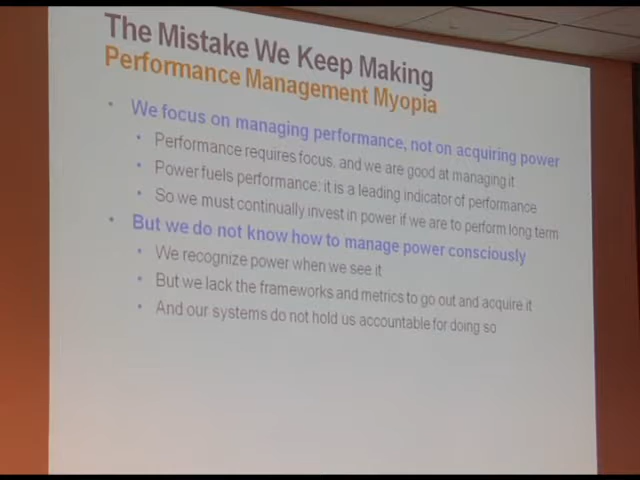 The Mistake We Keep Making
Performance Management Myopia
• We focus on managing performance, not on acquiring power
• Performance requires focus, and we are good at managing it
• Power fuels performance; it is a leading indicator of performance
• So we must continually invest in power if we are to perform long term
• But we do not know how to manage power consciously
• We recognize power when we see it
• But we lack the frameworks and metrics to go out and acquire it
• And our systems do not hold us accountable for doing so